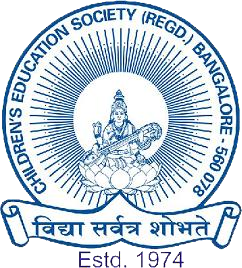 CHILDREN'S EDUCATION SOCIETY (REGD.) BANGALORE - 560 078
विद्या सर्वत्र शोभते
Estd. 1974